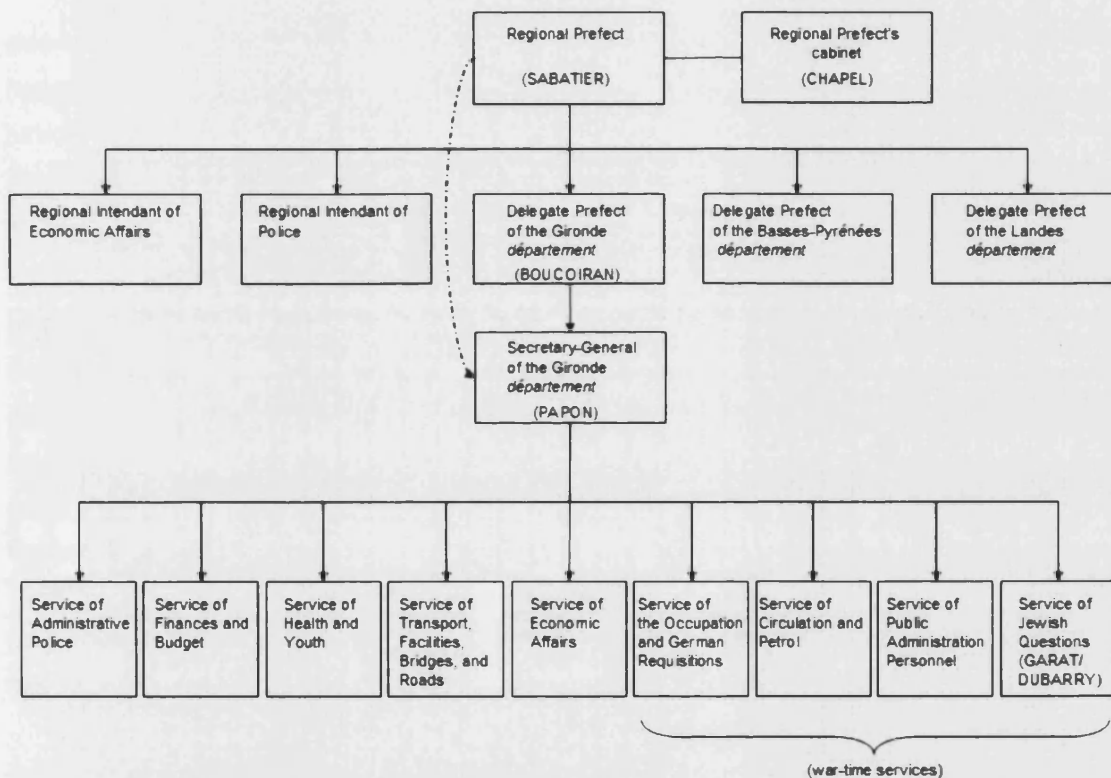 Regional Prefect
(SABATIER)
Regional Prefect's
cabinet
(CHAPEL)
Regional Intendant of
Economic Affairs
Regional Intendant of
Police
Delegate Prefect
of the Gironde
département
(BOUCOIRAN)
Delegate Prefect
of the Basses-Pyrénées
département
Delegate Prefect
of the Landes
département
Secretary-General
of the Gironde
département
(PAPON)
Service of
Administrative
Police
Service of
Finances and
Budget
Service of
Health and
Youth
Service of
Transport,
Facilities,
Bridges, and
Roads
Service of
Economic
Affairs
Service of
the Occupation
and German
Requisitions
Service of
Circulation and
Petrol
Service of
Public
Administration
Personnel
Service of
Jewish
Questions
(GARAT/
DUBARRY)
(war-time services)